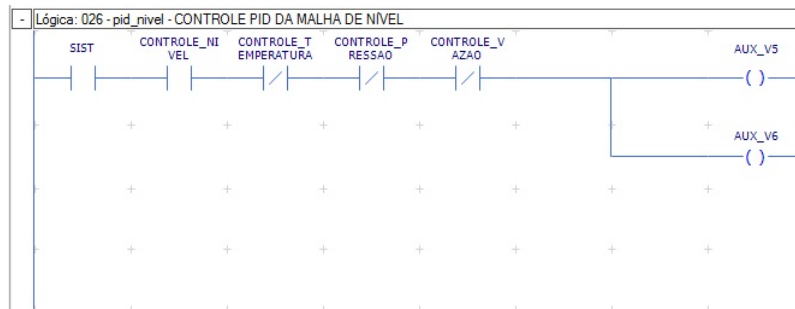 - Lógica: 026 - pid_nivel - CONTROLE PID DA MALHA DE NÍVEL
SIST
CONTROLE_NI
VEL
CONTROLE_T
EMPERATURA
CONTROLE_P
RESSAO
CONTROLE_V
AZAO
AUX_V5
( )
AUX_V6
( )